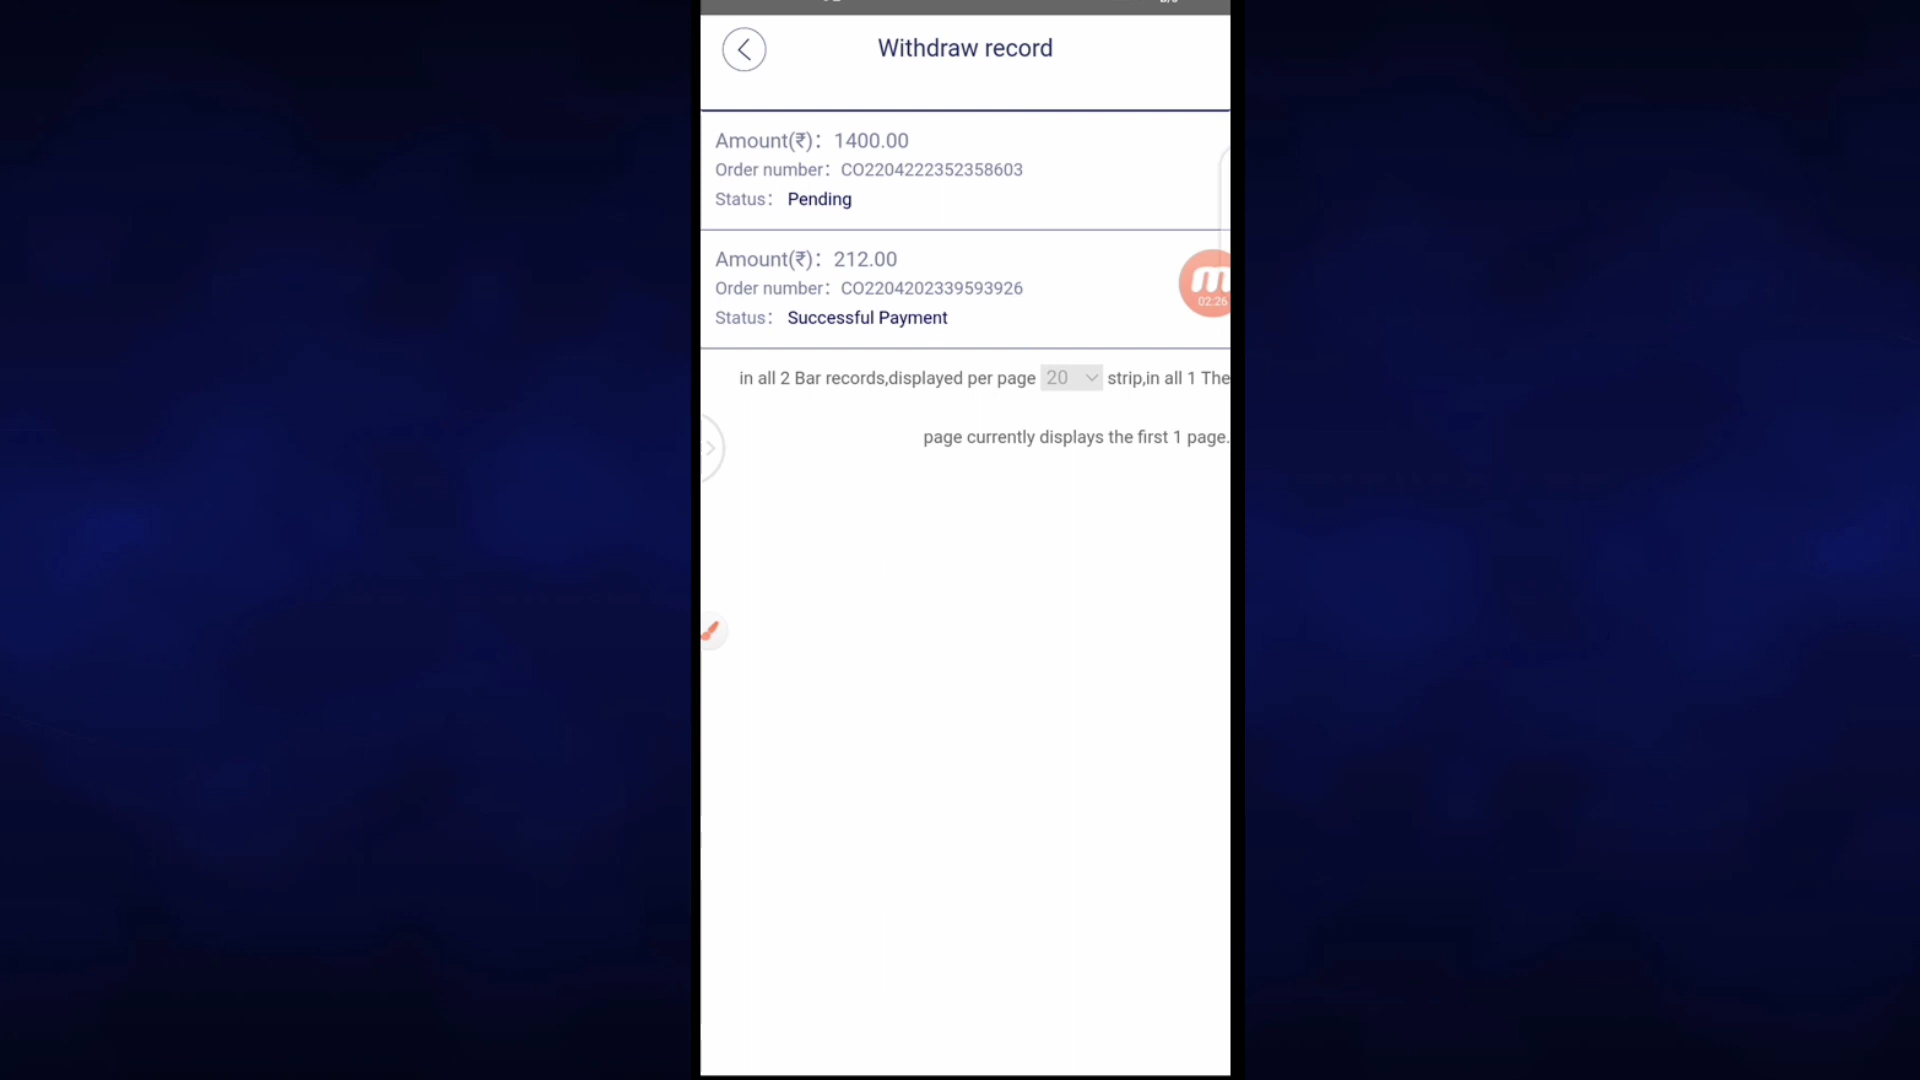 Withdraw record
Amount(₹): 1400.00
Order number: CO2204222352358603
Status: Pending
Amount(₹): 212.00
Order number: CO2204202339593926
Status: Successful Payment
02:26
in all 2 Bar records,displayed per page 20 strip,in all 1 The
page currently displays the first 1 page.